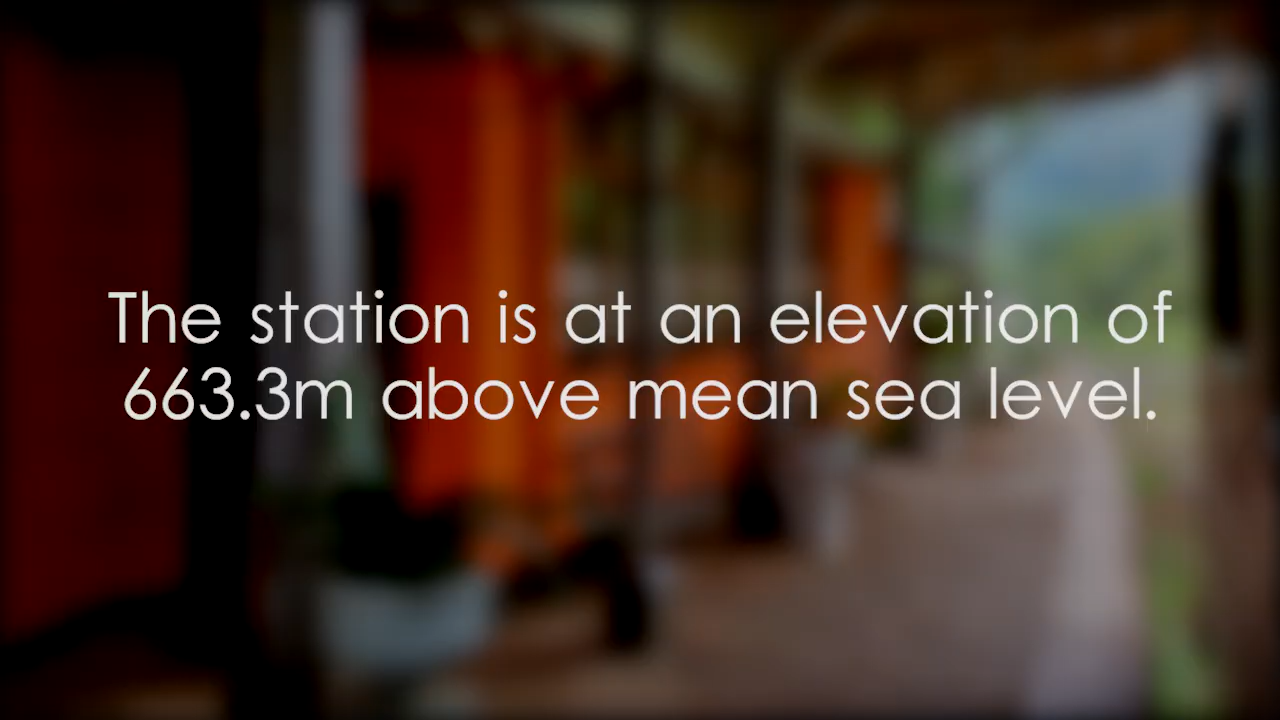 The station is at an elevation of
663.3m above mean sea level.